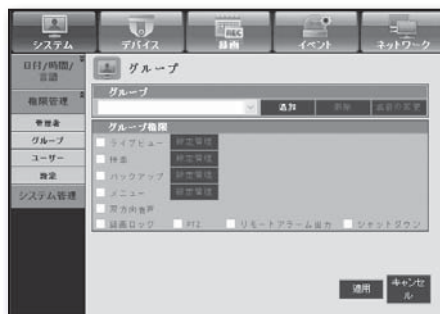 システム デバイス 録画 イベント ネットワーク
日付/時間/
言語
権限管理
管理者
グループ
ユーザー
設定
システム管理
グループ
グループ
追加 削除 名前の変更
グループ権限
ライブビュー 設定管理
検索 設定管理
バックアップ 設定管理
メニュー 設定管理
双方向音声
録画ロック PTZ リモートアラーム出力 シャットダウン
適用 キャンセ
ル